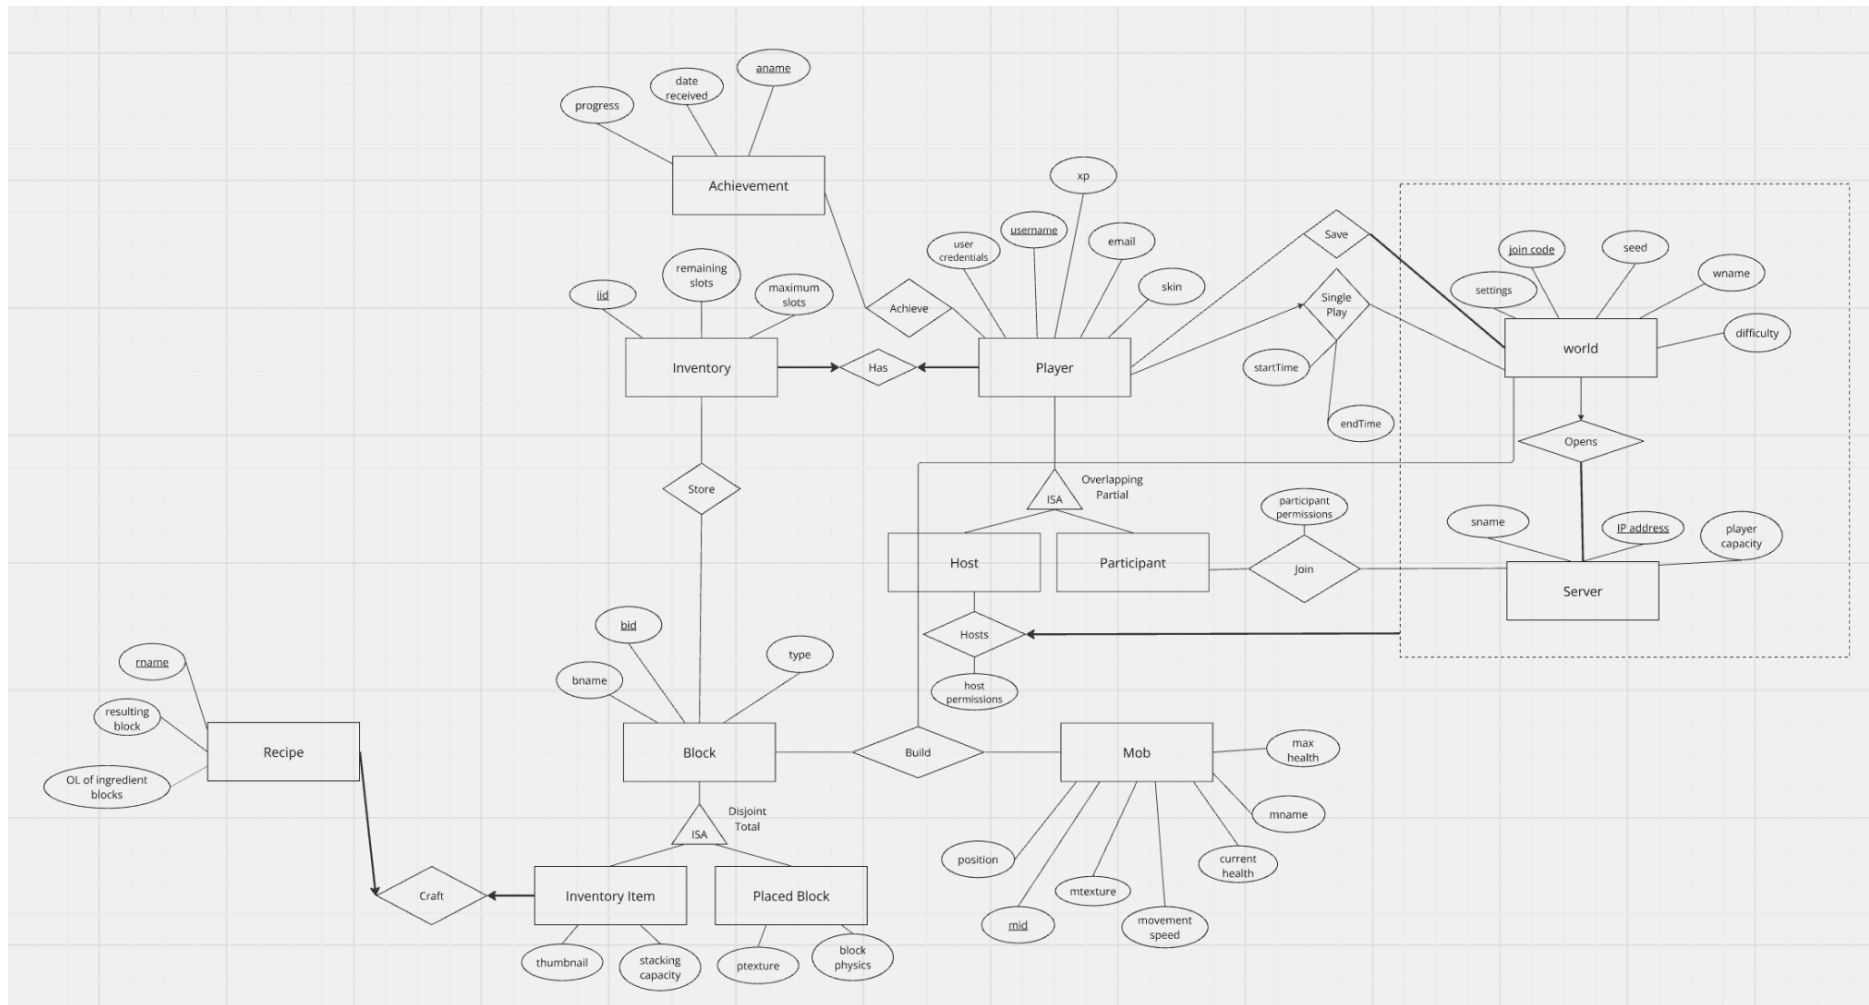 aname
date
received
progress
Achievement
xp
username
user
credentials
email
skin
Save
join code
seed
wname
settings
difficulty
remaining
slots
iid
maximum
slots
Single
Play
Achieve
world
Inventory
Has
Player
startTime
endTime
Opens
Store
ISA
Overlapping
Partial
participant
permissions
sname
IP address
player
capacity
Host
Participant
Join
Server
bid
type
bname
Hosts
host
permissions
rname
resulting
block
OL of ingredient
blocks
Recipe
Block
Build
Mob
max
health
mname
current
health
movement
speed
mtexture
mid
position
ISA
Disjoint
Total
Craft
Inventory Item
Placed Block
thumbnail
stacking
capacity
ptexture
block
physics